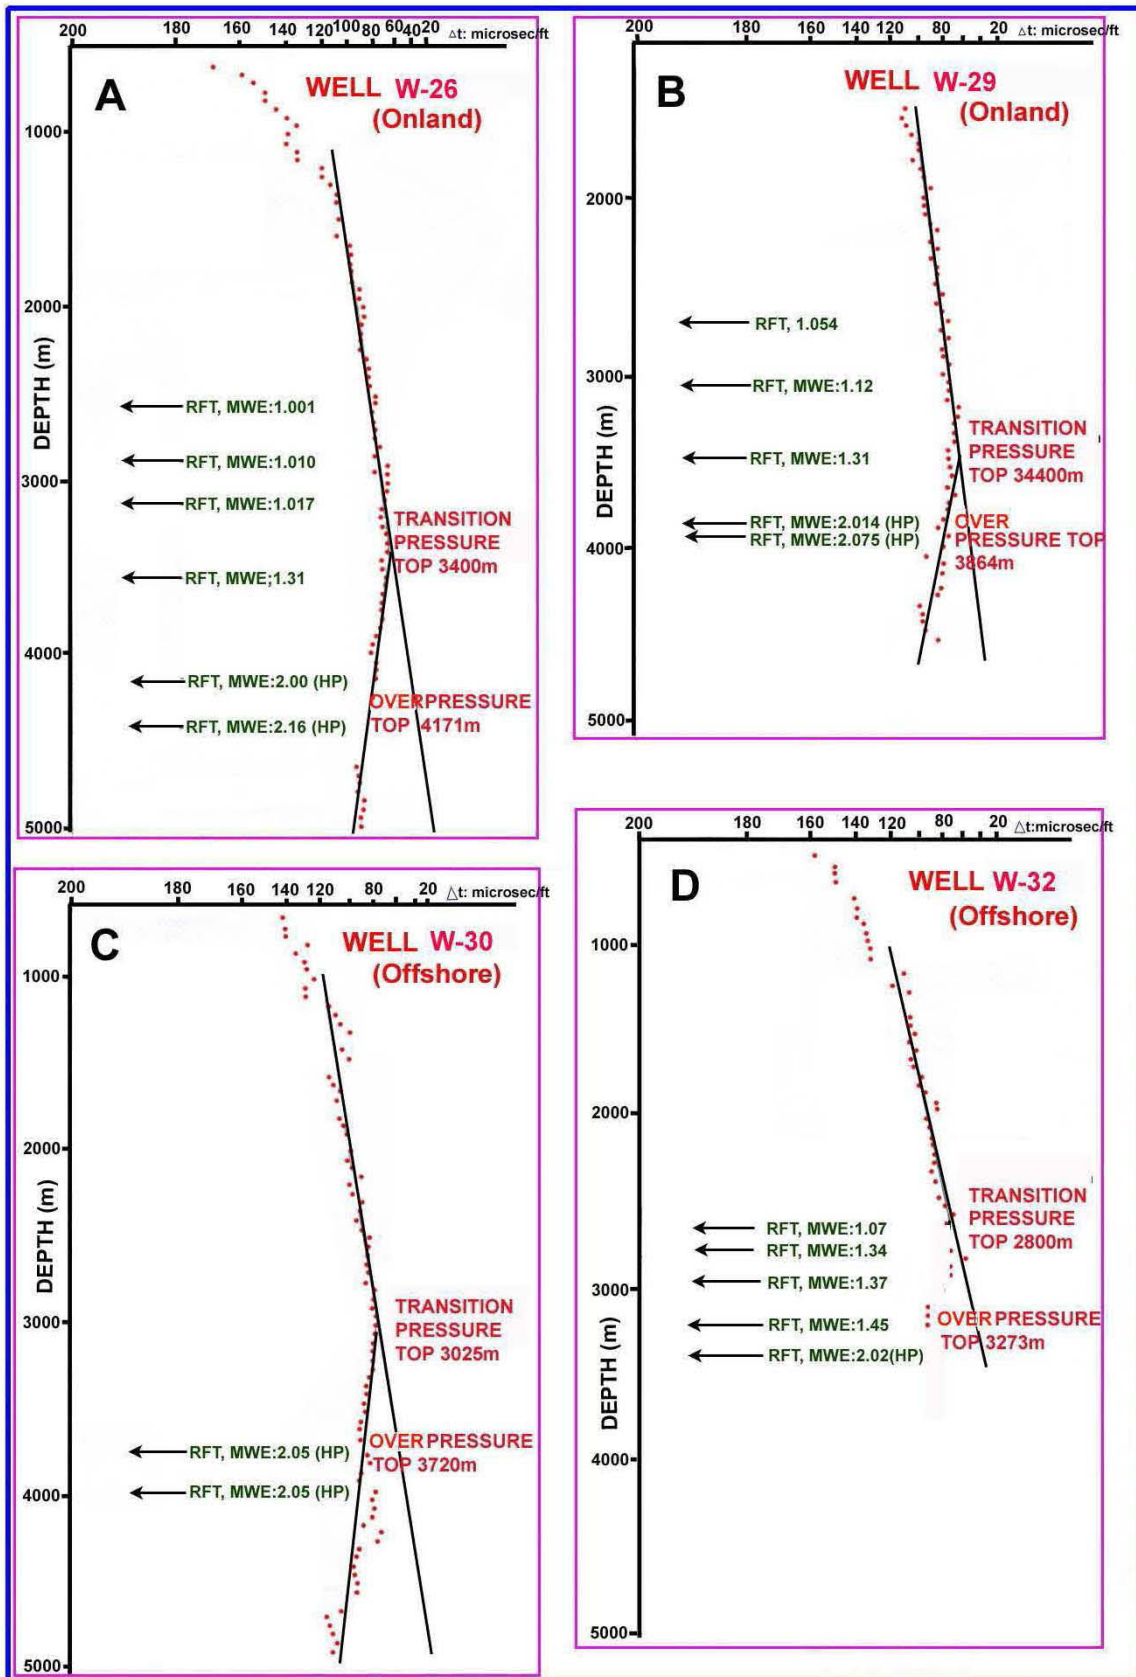 200 180 160 140 120 100 80 60 40 20 Δt: microsec/ft
A
WELL W-26
(Onland)
1000
2000
3000
4000
5000
DEPTH (m)
RFT, MWE:1.001
RFT, MWE:1.010
RFT, MWE:1.017
RFT, MWE;1.31
RFT, MWE:2.00 (HP)
RFT, MWE:2.16 (HP)
TRANSITION
PRESSURE
TOP 3400m
OVERPRESSURE
TOP 4171m
200 180 160 140 120 100 80 20 Δt: microsec/ft
B
WELL W-29
(Onland)
2000
3000
4000
5000
DEPTH (m)
RFT, 1.054
RFT, MWE:1.12
RFT, MWE:1.31
RFT, MWE:2.014 (HP)
RFT, MWE:2.075 (HP)
TRANSITION
PRESSURE
TOP 34400m
OVER
PRESSURE TOP
3864m
200 180 160 140 120 80 20 Δt: microsec/ft
C
WELL W-30
(Offshore)
1000
2000
3000
4000
5000
DEPTH (m)
TRANSITION
PRESSURE
TOP 3025m
RFT, MWE:2.05 (HP)
RFT, MWE:2.05 (HP)
OVERPRESSURE
TOP 3720m
200 180 160 140 120 80 20 Δt:microsec/ft
D
WELL W-32
(Offshore)
1000
2000
3000
4000
5000
DEPTH (m)
TRANSITION
PRESSURE
TOP 2800m
RFT, MWE:1.07
RFT, MWE:1.34
RFT, MWE:1.37
RFT, MWE:1.45
RFT, MWE:2.02(HP)
OVERPRESSURE
TOP 3273m